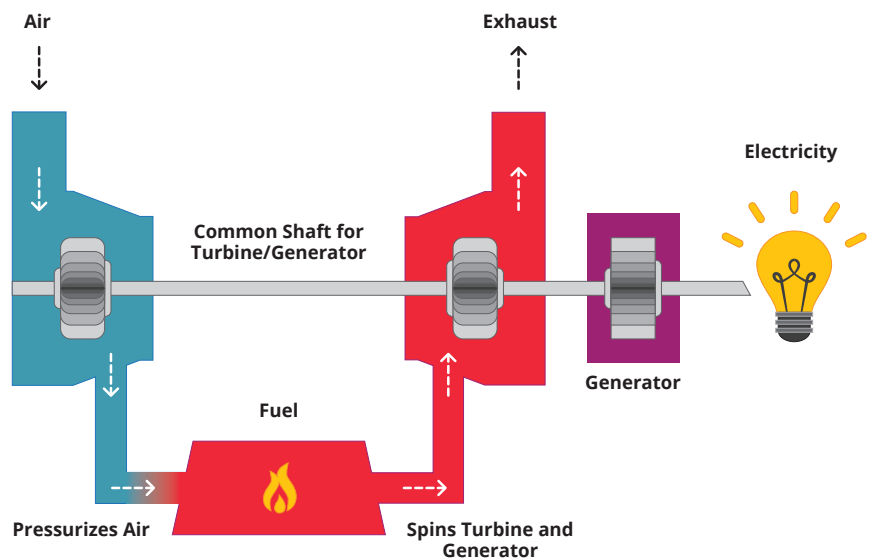 Air
Exhaust
Electricity
Common Shaft for
Turbine/Generator
Generator
Fuel
Pressurizes Air
Spins Turbine and
Generator